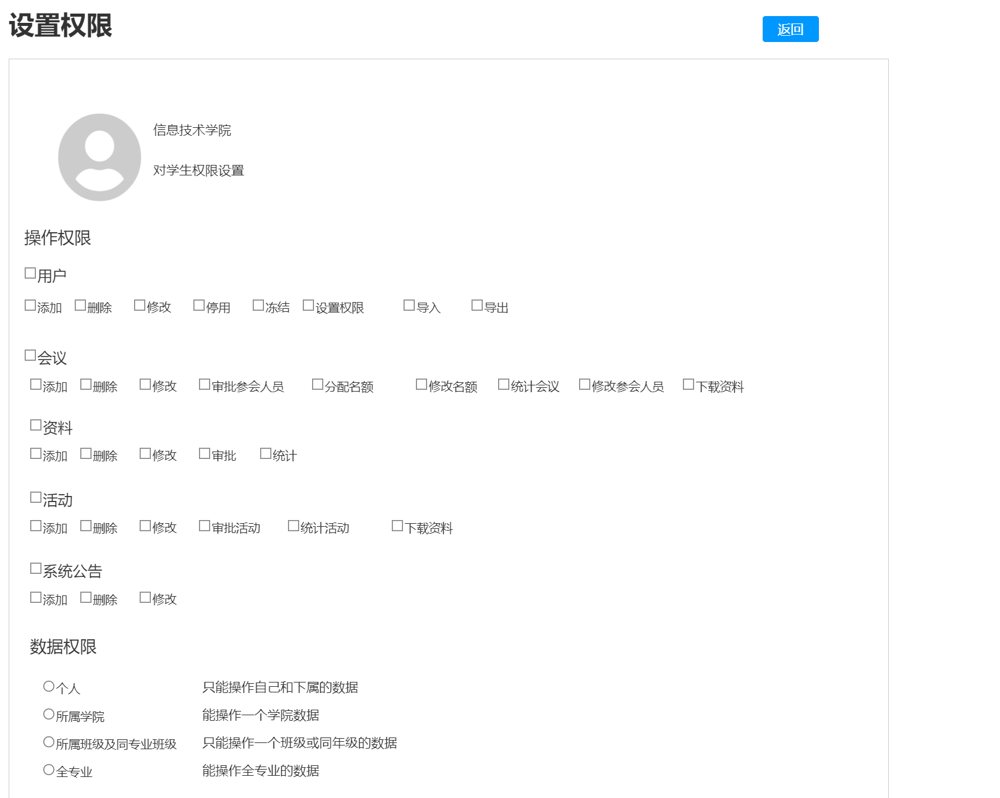 设置权限
返回
信息技术学院
对学生权限设置
操作权限
用户
添加 删除 修改 停用 冻结 设置权限 导入 导出
会议
添加 删除 修改 审批参会人员 分配名额 修改名额 统计会议 修改参会人员 下载资料
资料
添加 删除 修改 审批 统计
活动
添加 删除 修改 审批活动 统计活动 下载资料
系统公告
添加 删除 修改
数据权限
个人 只能操作自己和下属的数据
所属学院 能操作一个学院数据
所属班级及同专业班级 只能操作一个班级或同年级的数据
全专业 能操作全专业的数据